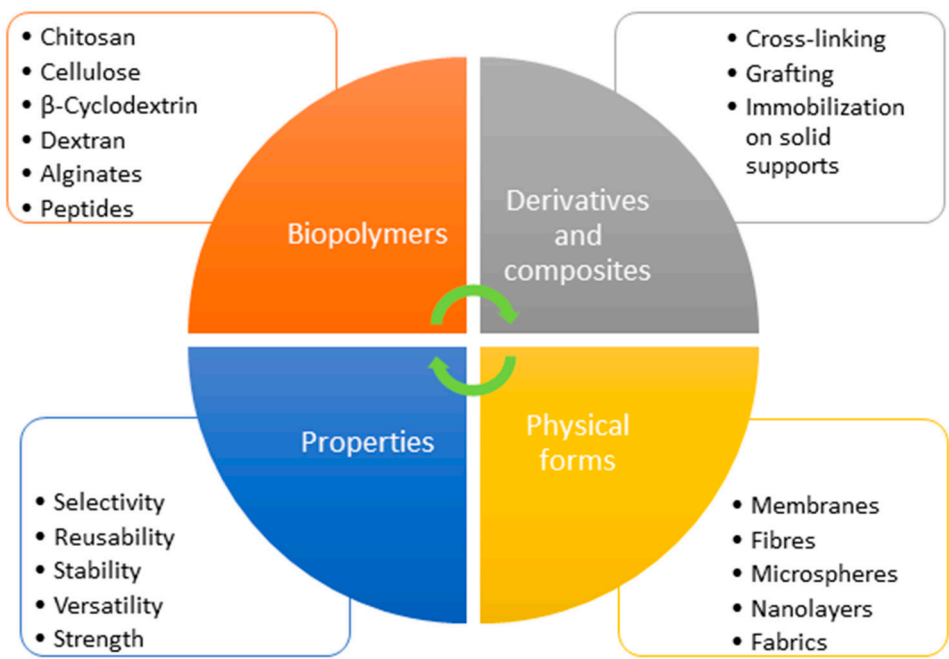 • Chitosan
• Cellulose
• β-Cyclodextrin
• Dextran
• Alginates
• Peptides
Biopolymers
• Cross-linking
• Grafting
• Immobilization
on solid
supports
Derivatives
and
composites
Properties
• Selectivity
• Reusability
• Stability
• Versatility
• Strength
Physical
forms
• Membranes
• Fibres
• Microspheres
• Nanolayers
• Fabrics